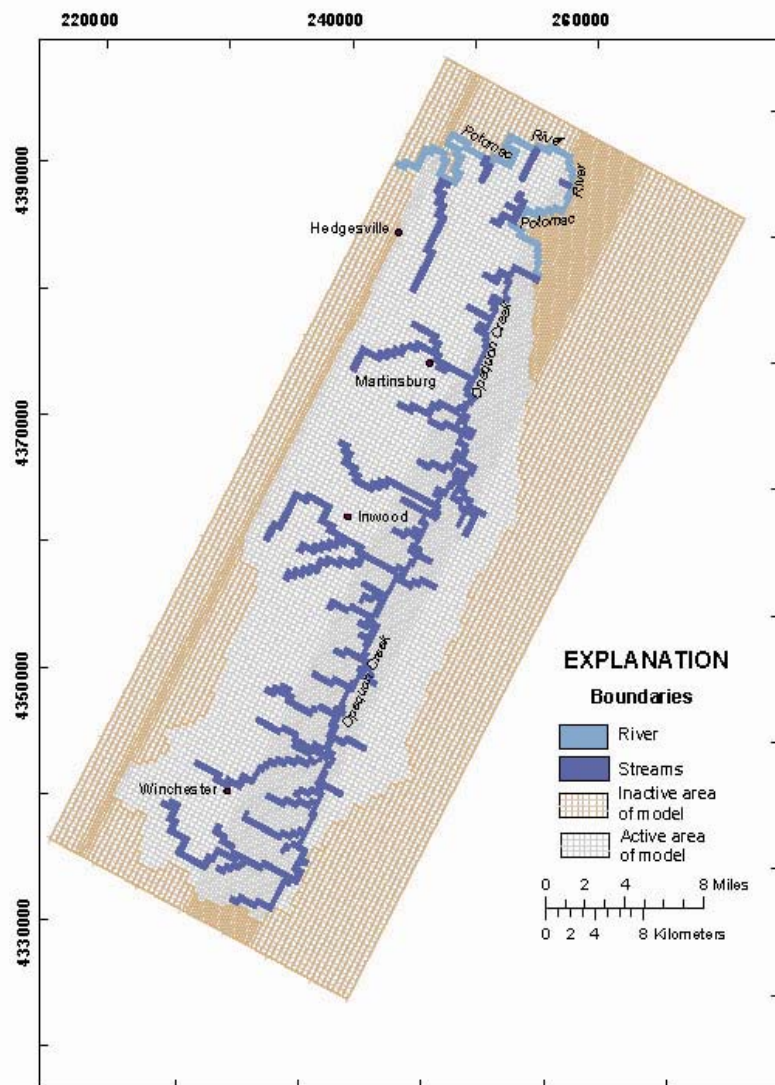 220000 240000 260000
4390000
4370000
4350000
4330000
Potomac River
River
Potomac
Hedgesville
Opequon Creek
Martinsburg
Inwood
Opequon Creek
Winchester
EXPLANATION
Boundaries
River
Streams
Inactive area
of model
Active area
of model
0 2 4 8 Miles
0 2 4 8 Kilometers